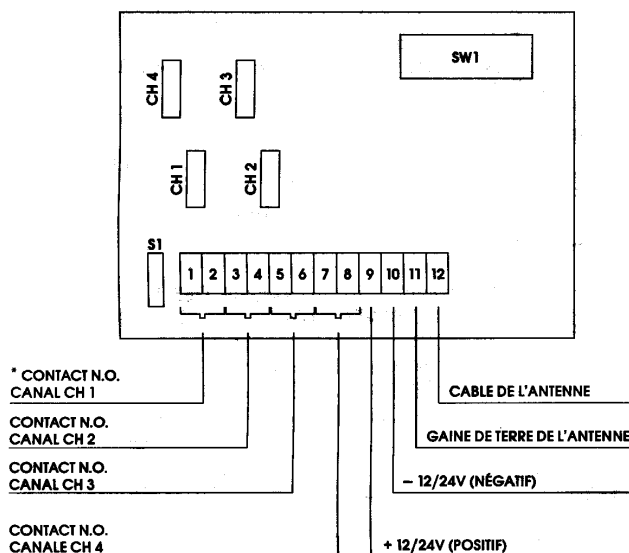 SW1
CH 4
CH 3
CH 1
CH 2
S1
1 2 3 4 5 6 7 8 9 10 11 12
* CONTACT N.O.
CANAL CH 1
CABLE DE L'ANTENNE
CONTACT N.O.
CANAL CH 2
GAINE DE TERRE DE L'ANTENNE
CONTACT N.O.
CANAL CH 3
– 12/24V (NÉGATIF)
CONTACT N.O.
CANALE CH 4
+ 12/24V (POSITIF)